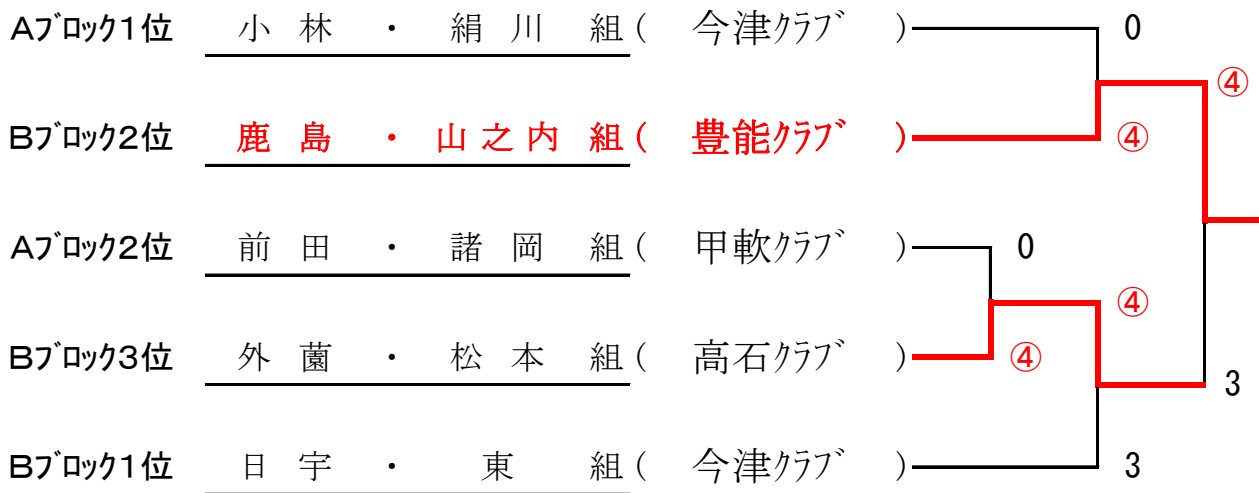 Aﾌﾞﾛｯｸ1位 小林・絹川組(今津ｸﾗﾌﾞ) 0
④
Bﾌﾞﾛｯｸ2位 鹿島・山之内組(豊能ｸﾗﾌﾞ) ④
Aﾌﾞﾛｯｸ2位 前田・諸岡組(甲軟ｸﾗﾌﾞ) 0
④
Bﾌﾞﾛｯｸ3位 外薗・松本組(高石ｸﾗﾌﾞ) ④
3
Bﾌﾞﾛｯｸ1位 日宇・東組(今津ｸﾗﾌﾞ) 3